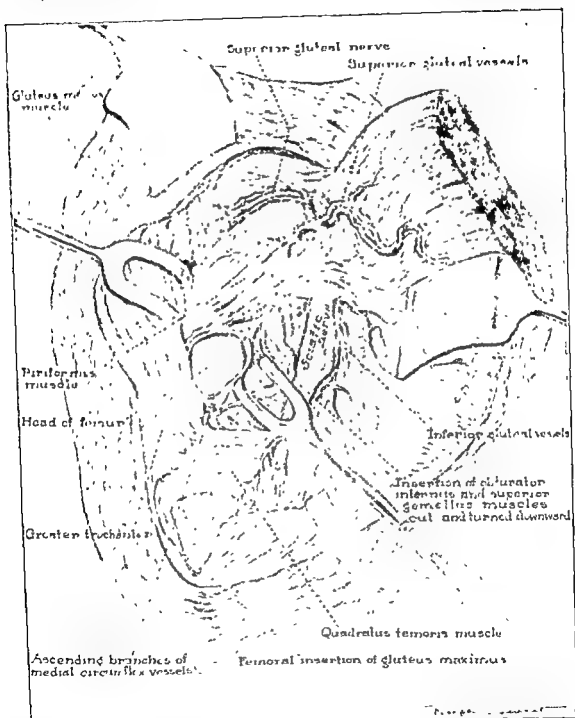 Superior gluteal nerve
Superior gluteal vessels
Gluteus
muscle
Sciatic
nerve
Piriformis
muscle
Head of femur
Inferior gluteal vessels
Insertion of obturator
internus and superior
gemellus muscles
cut and turned downward
Greater trochanter
Quadratus femoris muscle
Ascending branches of
medial circumflex vessels
Femoral insertion of gluteus maximus